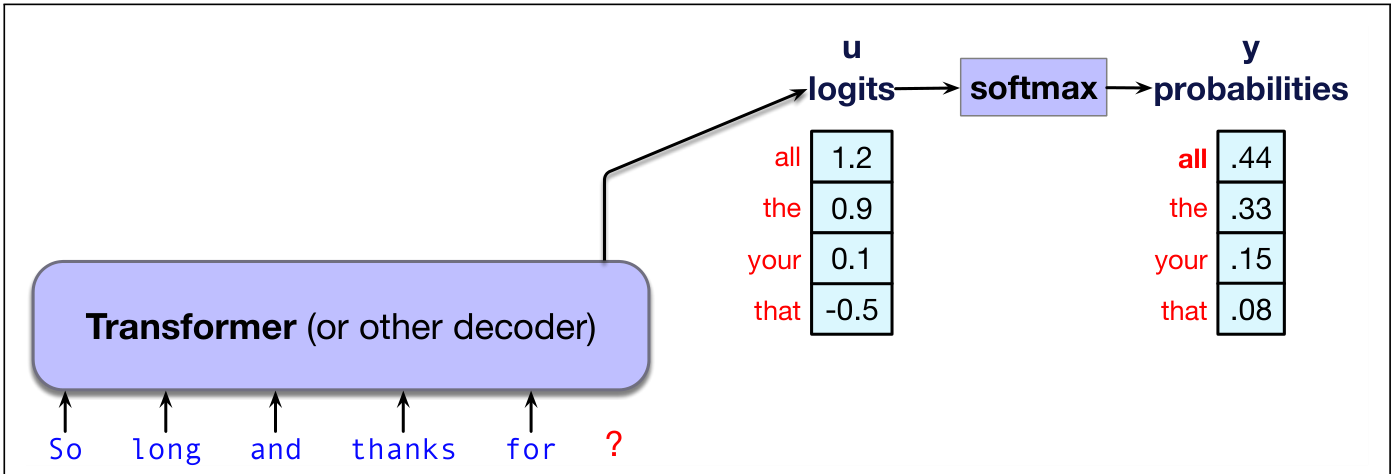 u
y
logits
softmax
probabilities
all 1.2
all .44
the 0.9
the .33
your 0.1
your .15
that -0.5
that .08
Transformer (or other decoder)
So long and thanks for ?